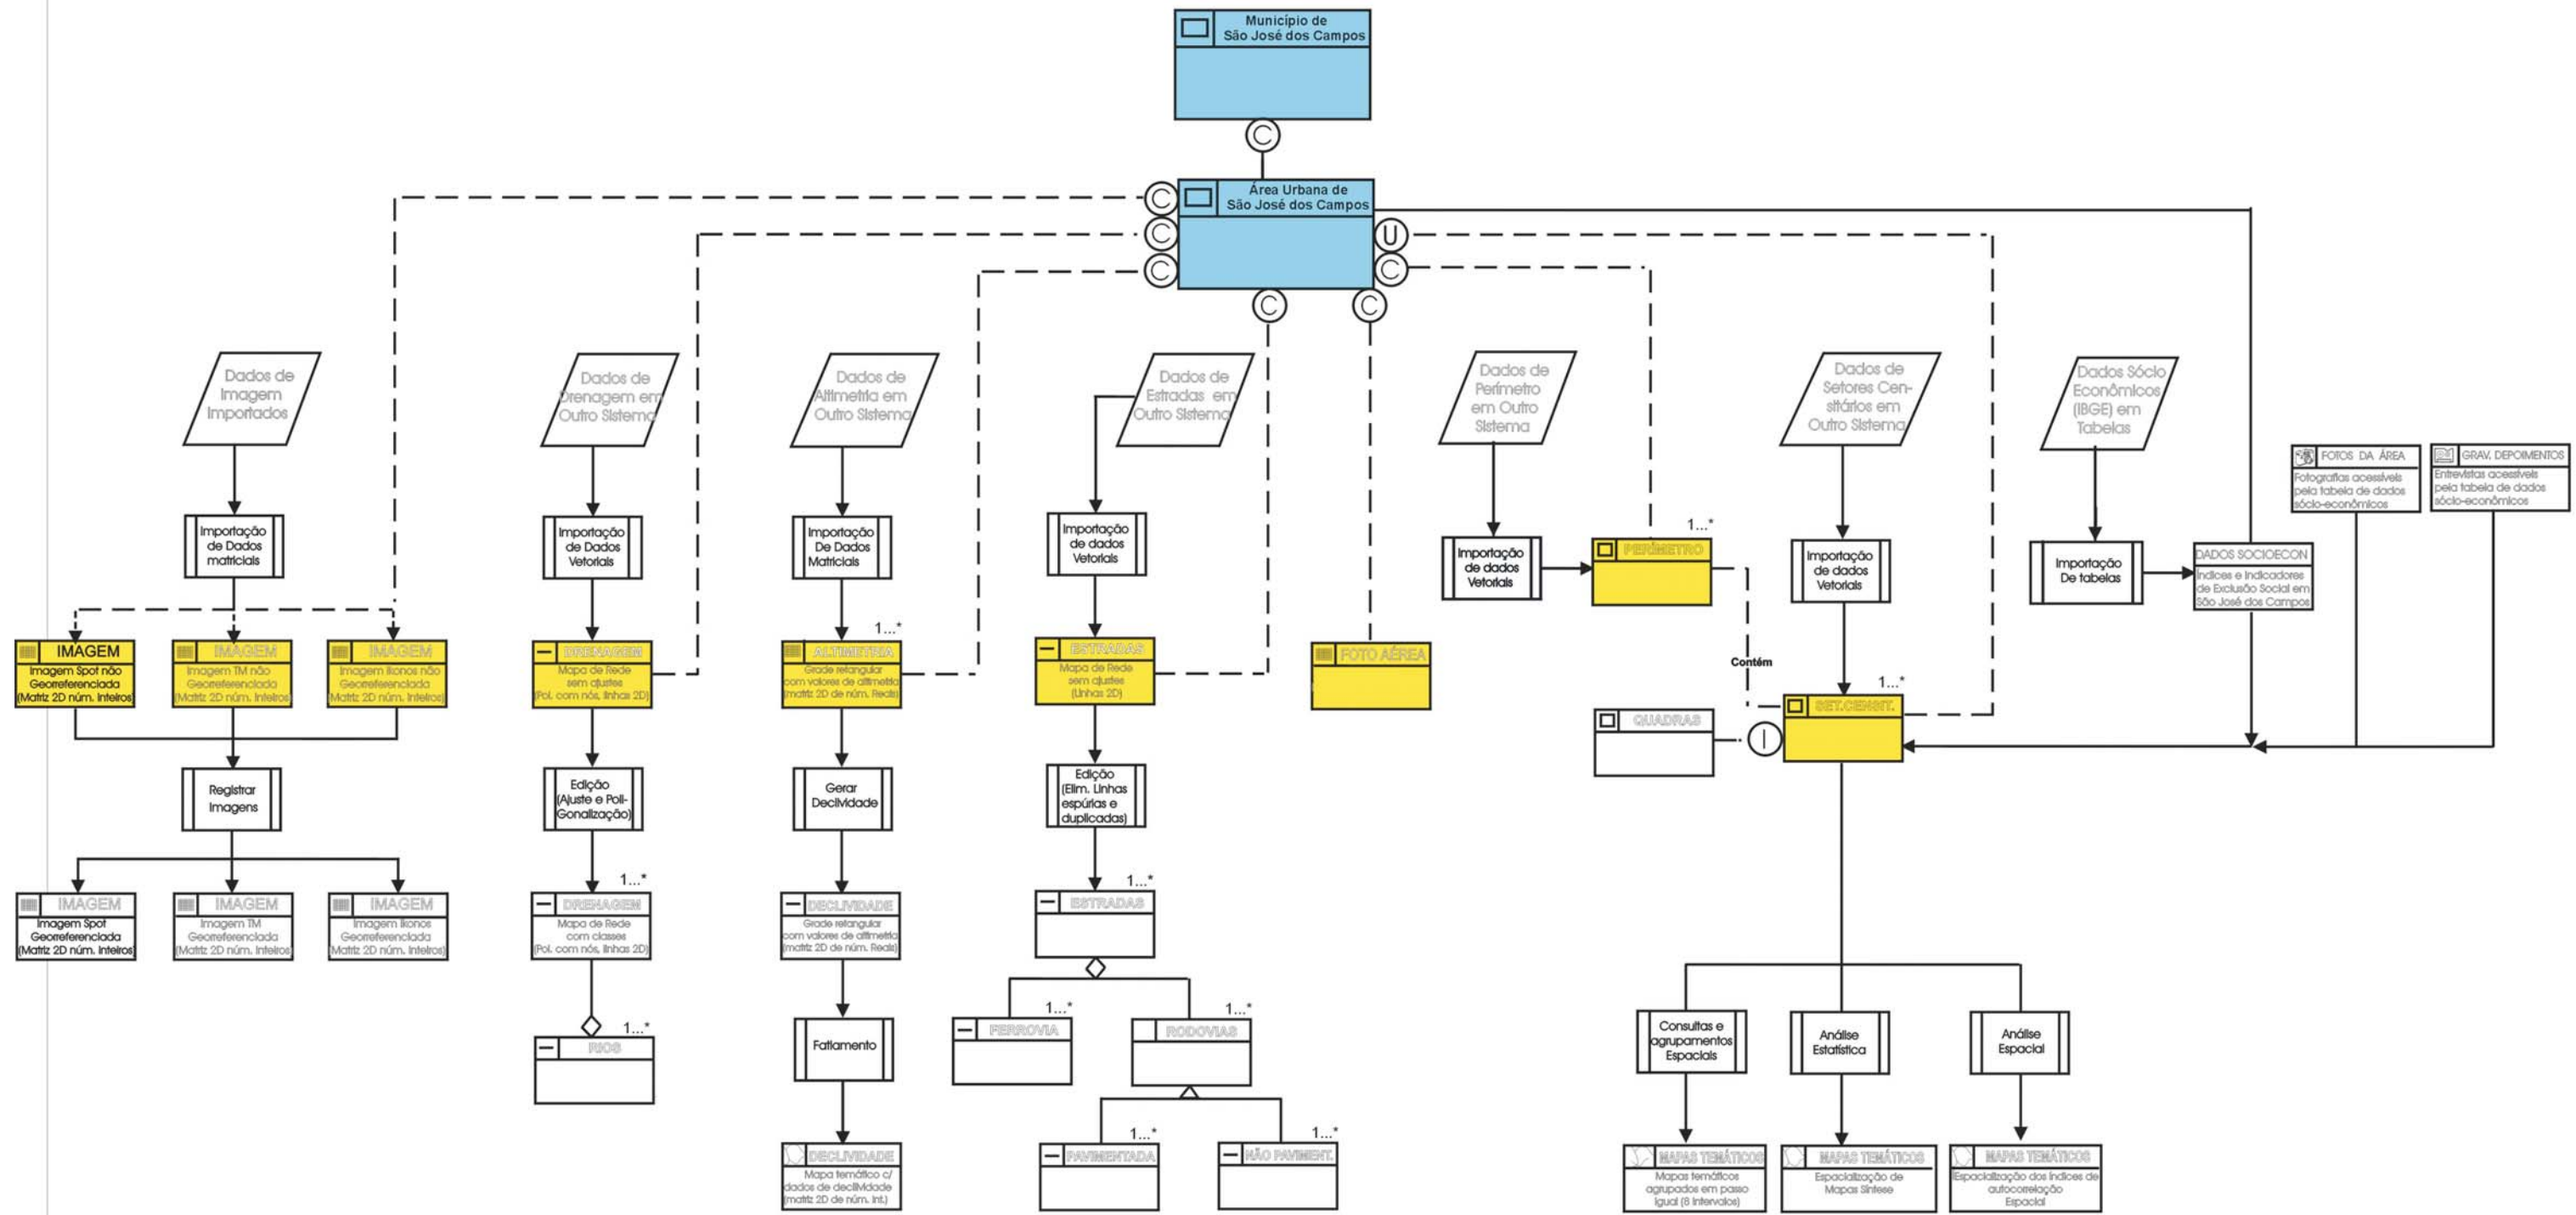 Município de
São José dos Campos
C
Área Urbana de
São José dos Campos
C
C
C
U
C
C
C
Dados de
Imagem
Importados
Dados de
Drenagem em
Outro Sistema
Dados de
Altimetria em
Outro Sistema
Dados de
Estradas em
Outro Sistema
Dados de
Perímetro
em Outro
Sistema
Dados de
Setores Cen-
sitários em
Outro Sistema
Dados Sócio
Econômicos
(IBGE) em
Tabelas
FOTOS DA ÁREA
Fotografias acessíveis
pela tabela de dados
sócio-econômicos
GRAV. DEPOIMENTOS
Entrevistas acessíveis
pela tabela de dados
sócio-econômicos
Importação
de Dados
matriciais
Importação
de Dados
Vetoriais
Importação
De Dados
Matriciais
Importação
de dados
Vetoriais
Importação
de dados
Vetoriais
1...*
PERÍMETRO
Importação
de dados
Vetoriais
Importação
De tabelas
DADOS SOCIOECON
Índices e Indicadores
de Exclusão Social em
São José dos Campos
IMAGEM
Imagem Spot não
Georreferenciada
(Matriz 2D núm. Inteiros)
IMAGEM
Imagem TM não
Georreferenciada
(Matriz 2D núm. Inteiros)
IMAGEM
Imagem Ikonos não
Georreferenciada
(Matriz 2D núm. Inteiros)
DRENAGEM
Mapa de Rede
sem ajustes
(Pol. com nós, linhas 2D)
1...*
ALTIMETRIA
Grade retangular
com valores de altimetria
(matriz 2D de núm. Reais)
ESTRADAS
Mapa de Rede
sem ajustes
(Linhas 2D)
FOTO AÉREA
Contém
1...*
SET.CENSIT.
QUADRAS
I
Registrar
Imagens
Edição
(Ajuste e Poli-
Gonalização)
Gerar
Declividade
Edição
(Elim. Linhas
espúrias e
duplicadas)
IMAGEM
Imagem Spot
Georreferenciada
(Matriz 2D núm. Inteiros)
IMAGEM
Imagem TM
Georreferenciada
(Matriz 2D núm. Inteiros)
IMAGEM
Imagem Ikonos
Georreferenciada
(Matriz 2D núm. Inteiros)
1...*
DRENAGEM
Mapa de Rede
com classes
(Pol. com nós, linhas 2D)
DECLIVIDADE
Grade retangular
com valores de altimetria
(matriz 2D de núm. Reais)
1...*
ESTRADAS
1...*
RIOS
Fatiamento
1...*
FERROVIA
1...*
RODOVIAS
Consultas e
agrupamentos
Espaciais
Análise
Estatística
Análise
Espacial
DECLIVIDADE
Mapa temático c/
dados de declividade
(matriz 2D de núm. Int.)
1...*
PAVIMENTADA
1...*
NÃO PAVIMENT.
MAPAS TEMÁTICOS
Mapas temáticos
agrupados em passo
igual (8 intervalos)
MAPAS TEMÁTICOS
Espacialização de
Mapas Síntese
MAPAS TEMÁTICOS
Espacialização dos índices de
autocorrelação
Espacial